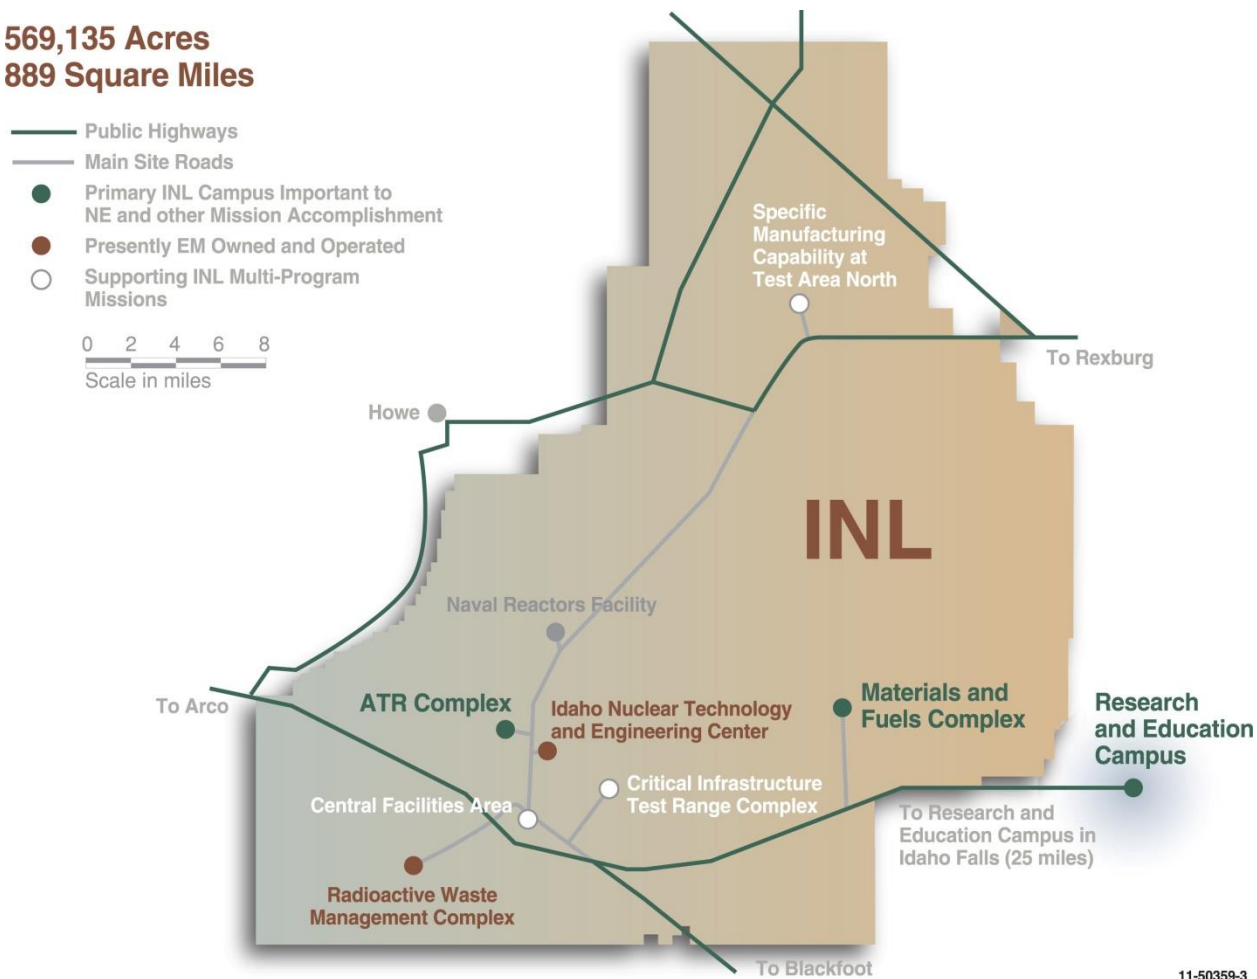 569,135 Acres
889 Square Miles
Public Highways
Main Site Roads
Primary INL Campus Important to
NE and other Mission Accomplishment
Presently EM Owned and Operated
Supporting INL Multi-Program
Missions
0 2 4 6 8
Scale in miles
Specific
Manufacturing
Capability at
Test Area North
To Rexburg
Howe
INL
Naval Reactors Facility
To Arco
ATR Complex
Idaho Nuclear Technology
and Engineering Center
Materials and
Fuels Complex
Research
and Education
Campus
Central Facilities Area
Critical Infrastructure
Test Range Complex
To Research and
Education Campus in
Idaho Falls (25 miles)
Radioactive Waste
Management Complex
To Blackfoot
11-50359-3